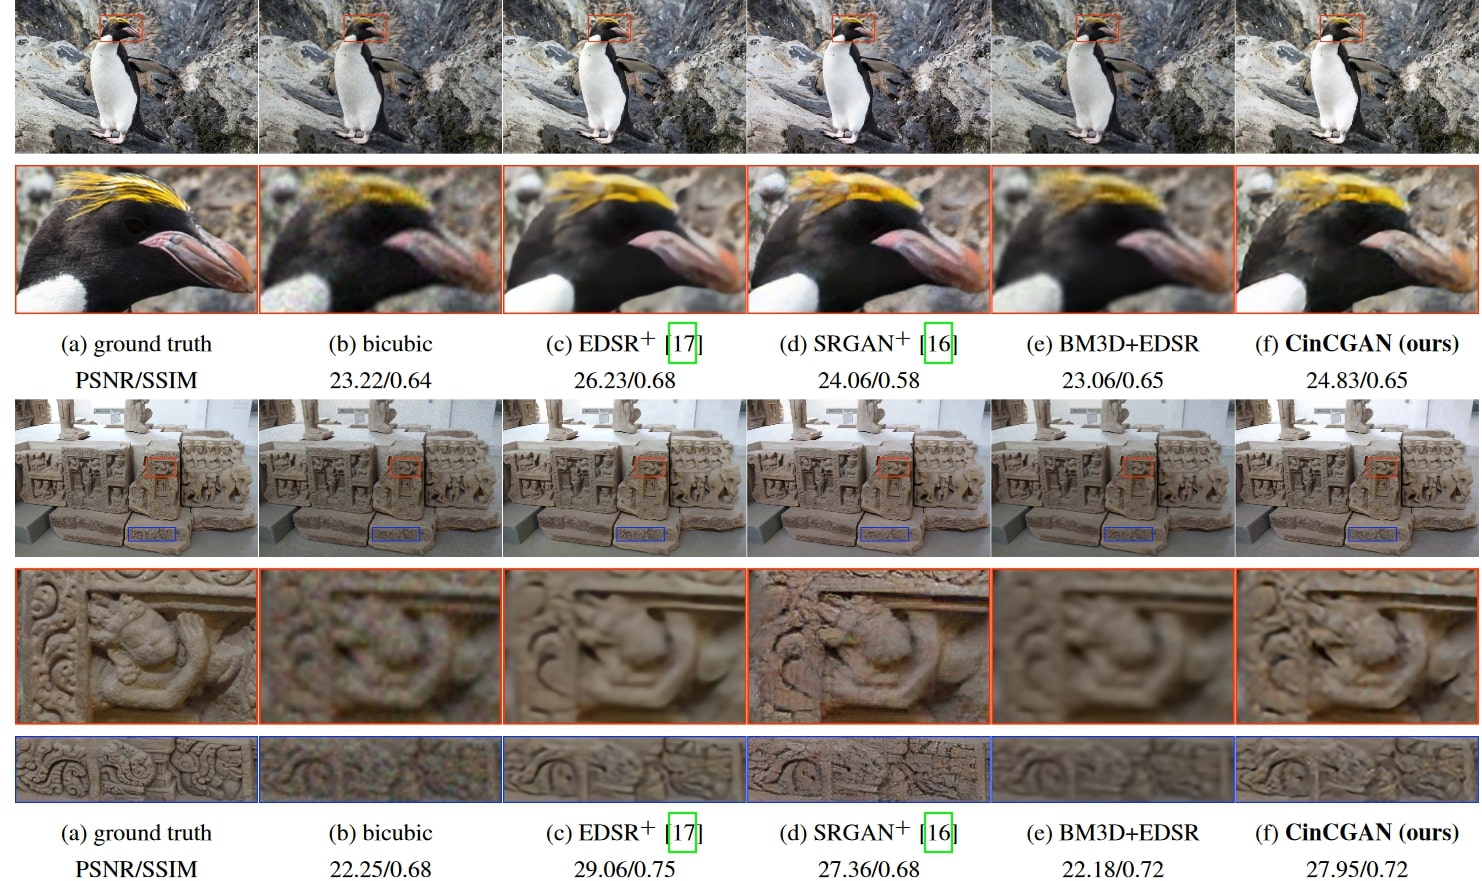 (a) ground truth (b) bicubic (c) EDSR+ [17] (d) SRGAN+ [16] (e) BM3D+EDSR (f) CinCGAN (ours)
PSNR/SSIM 23.22/0.64 26.23/0.68 24.06/0.58 23.06/0.65 24.83/0.65
(a) ground truth (b) bicubic (c) EDSR+ [17] (d) SRGAN+ [16] (e) BM3D+EDSR (f) CinCGAN (ours)
PSNR/SSIM 22.25/0.68 29.06/0.75 27.36/0.68 22.18/0.72 27.95/0.72